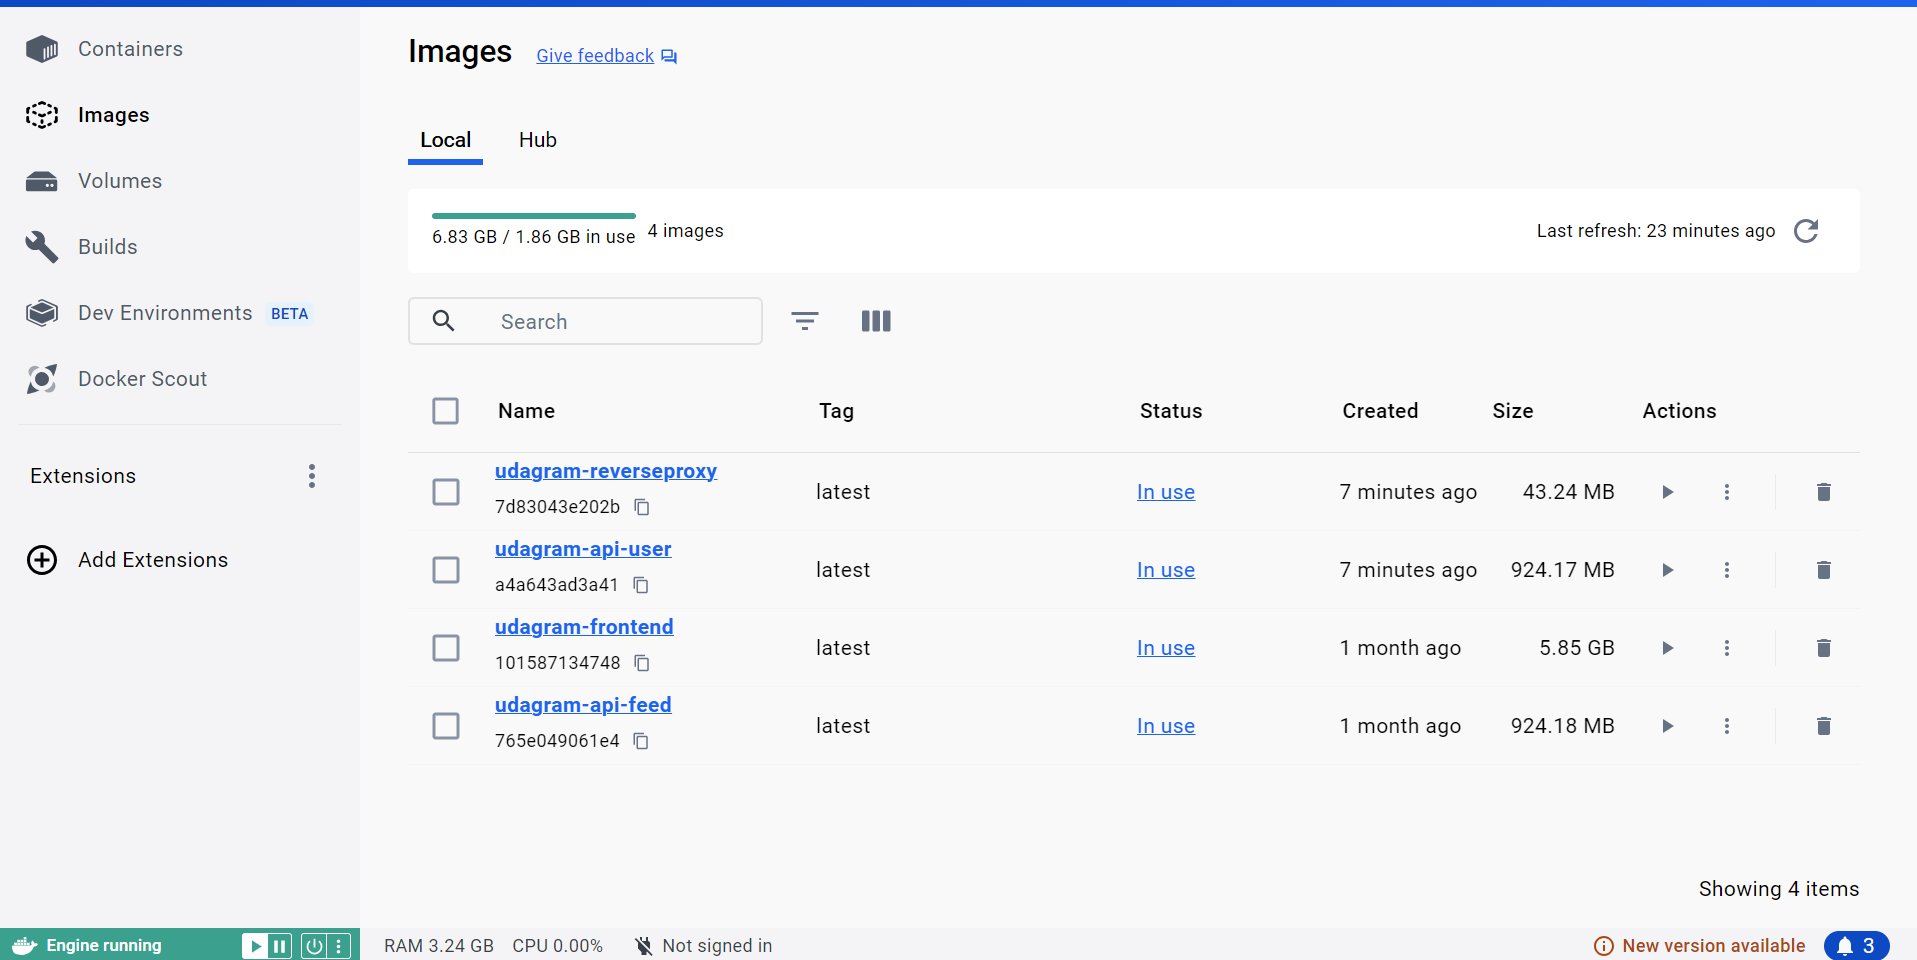 Containers
Images
Volumes
Builds
Dev Environments BETA
Docker Scout
Extensions
Add Extensions
Images Give feedback
Local Hub
6.83 GB / 1.86 GB in use 4 images Last refresh: 23 minutes ago
Search
Name Tag Status Created Size Actions
udagram-reverseproxy
7d83043e202b latest In use 7 minutes ago 43.24 MB
udagram-api-user
a4a643ad3a41 latest In use 7 minutes ago 924.17 MB
udagram-frontend
101587134748 latest In use 1 month ago 5.85 GB
udagram-api-feed
765e049061e4 latest In use 1 month ago 924.18 MB
Showing 4 items
Engine running RAM 3.24 GB CPU 0.00% Not signed in New version available 3